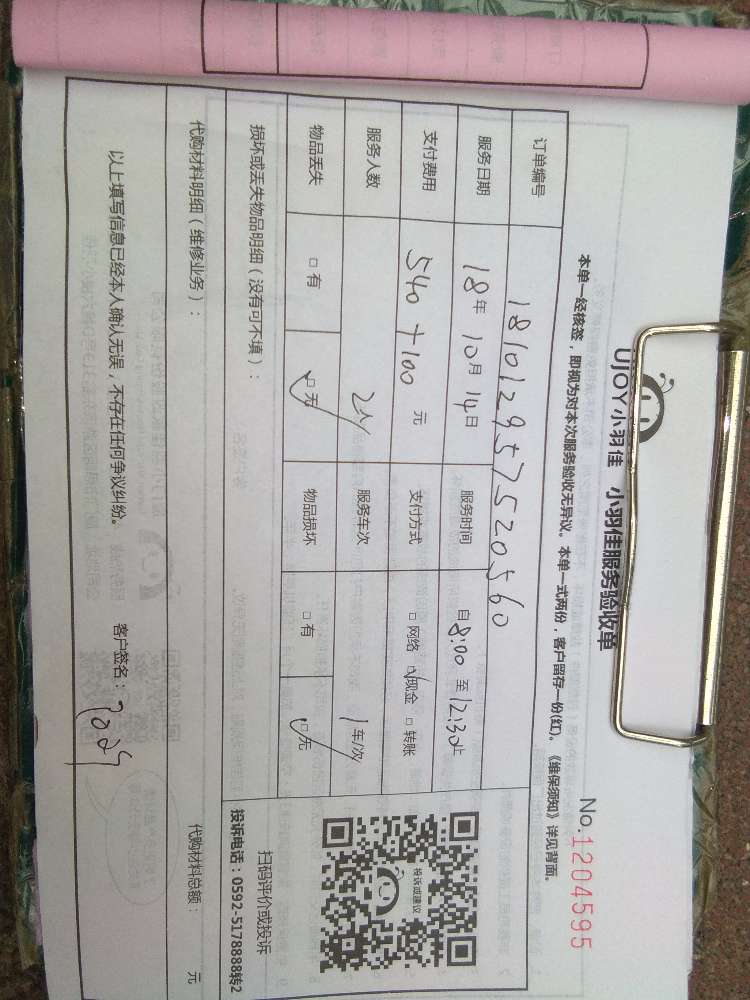 UJOY小羽佳 小羽佳服务验收单
No.1204595
本单一经核签，即视为对本次服务验收无异议。本单一式两份，客户留存一份(红)。《维保须知》详见背面。
订单编号 1810129575520560
服务日期 18年 10月 14日 服务时间 自8:00 至12:30止
支付费用 540+100 元 支付方式 □网络 ☑现金 □转账
服务人数 2人 服务车次 1车/次
物品丢失 □有 ☑无 物品损坏 □有 ☑无
损坏或丢失物品明细（没有可不填）：
代购材料明细（维修业务）： 代购材料总额： 元
以上填写信息已经本人确认无误，不存在任何争议纠纷。 客户签名：
投诉或建议
扫码评价或投诉
投诉电话：0592-5178888转2